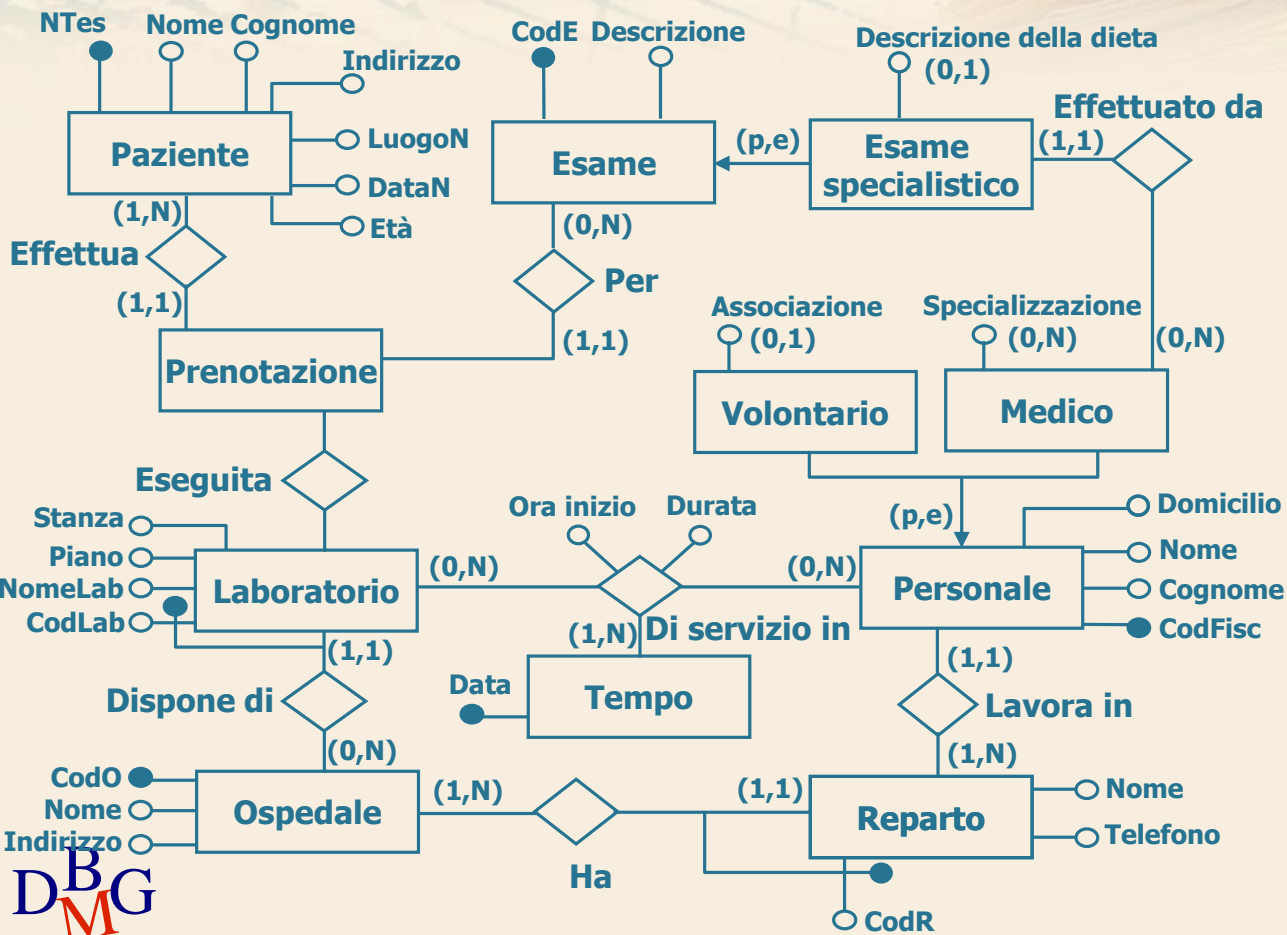 NTes
Nome Cognome
CodE Descrizione
Descrizione della dieta
(0,1)
Indirizzo
Effettuato da
Paziente
LuogoN
DataN
Età
Esame
(p,e)
Esame
specialistico
(1,1)
(1,N)
Effettua
(1,1)
(0,N)
Per
(1,1)
Associazione
(0,1)
Specializzazione
(0,N)
(0,N)
Prenotazione
Volontario
Medico
Eseguita
Ora inizio
Durata
(p,e)
Domicilio
Nome
Cognome
CodFisc
Stanza
Piano
NomeLab
CodLab
Laboratorio
(0,N)
(0,N)
Personale
(1,N)
Di servizio in
(1,1)
(1,1)
Dispone di
Data
Tempo
Lavora in
(0,N)
(1,N)
CodO
Nome
Indirizzo
Ospedale
(1,N)
Ha
(1,1)
Reparto
Nome
Telefono
CodR
DBMG